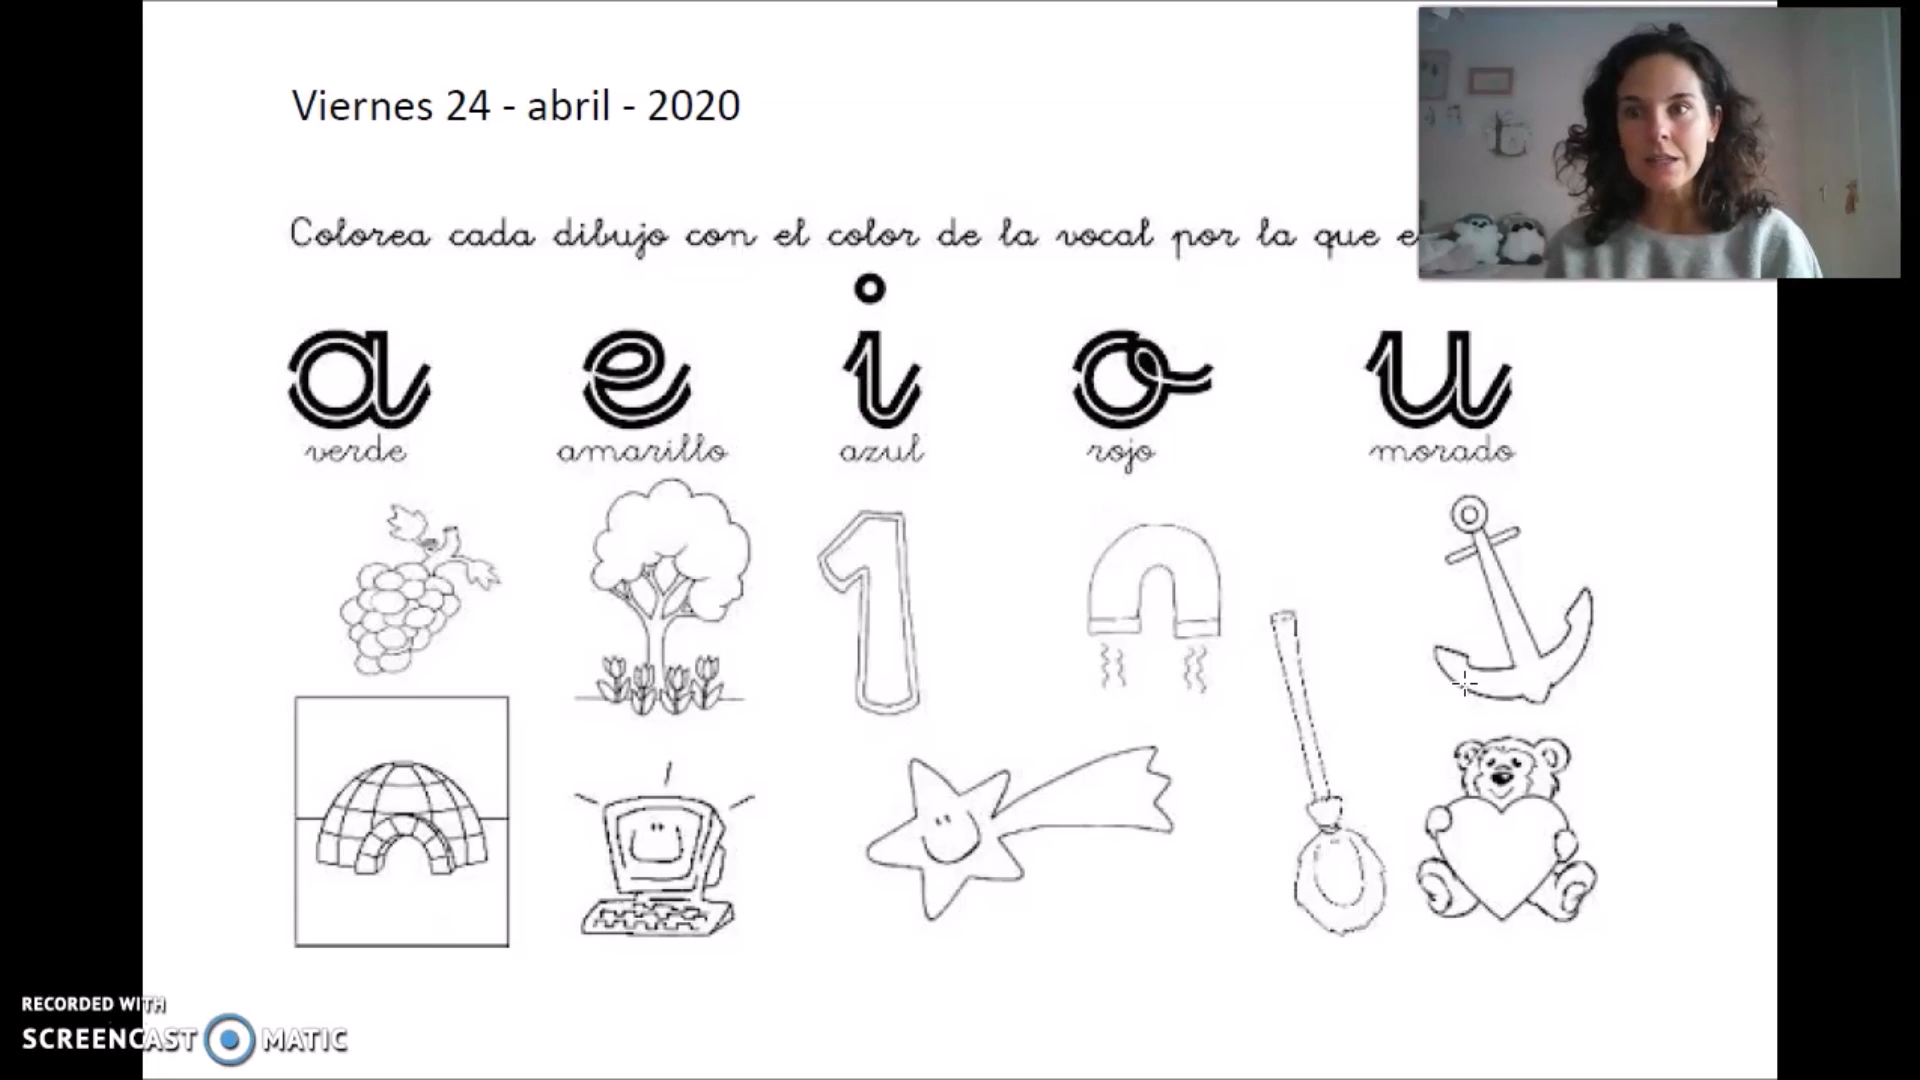 Viernes 24 - abril - 2020
Colorea cada dibujo con el color de la vocal por la que e
a e i o u
verde amarillo azul rojo morado
1
RECORDED WITH
SCREENCAST MATIC